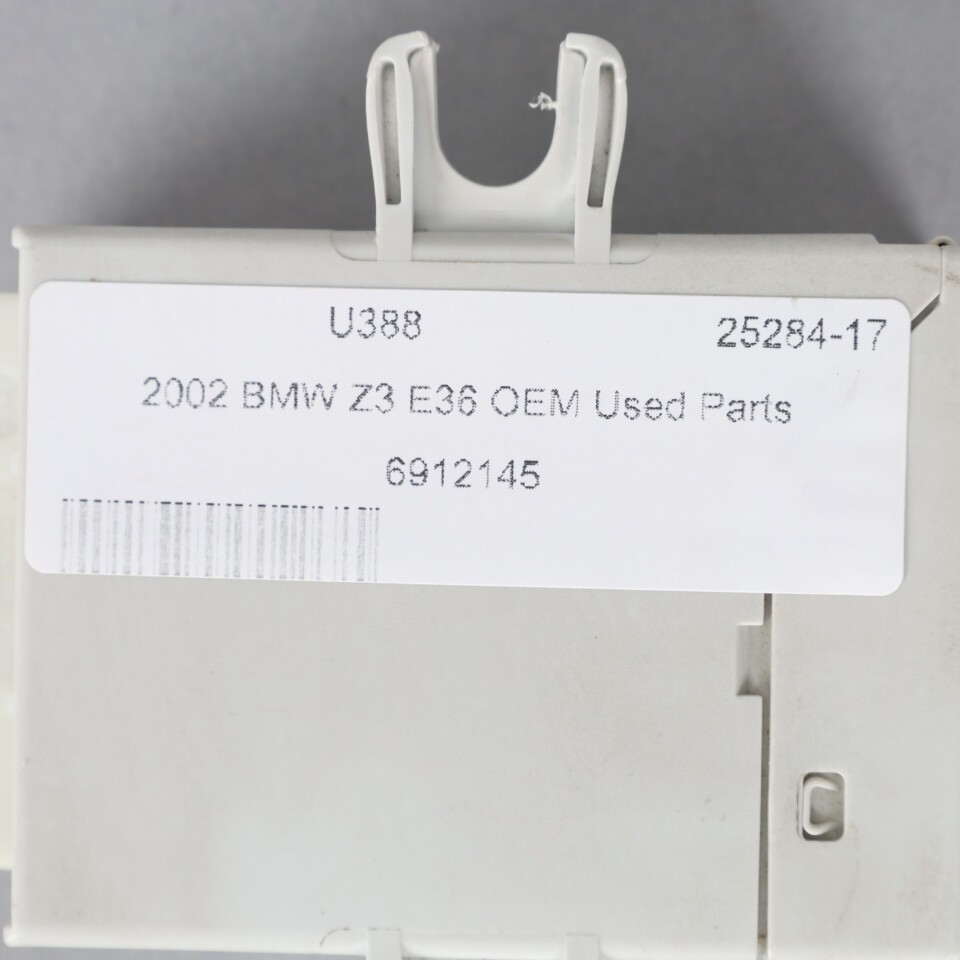 U388 25284-17
2002 BMW Z3 E36 OEM Used Parts
6912145